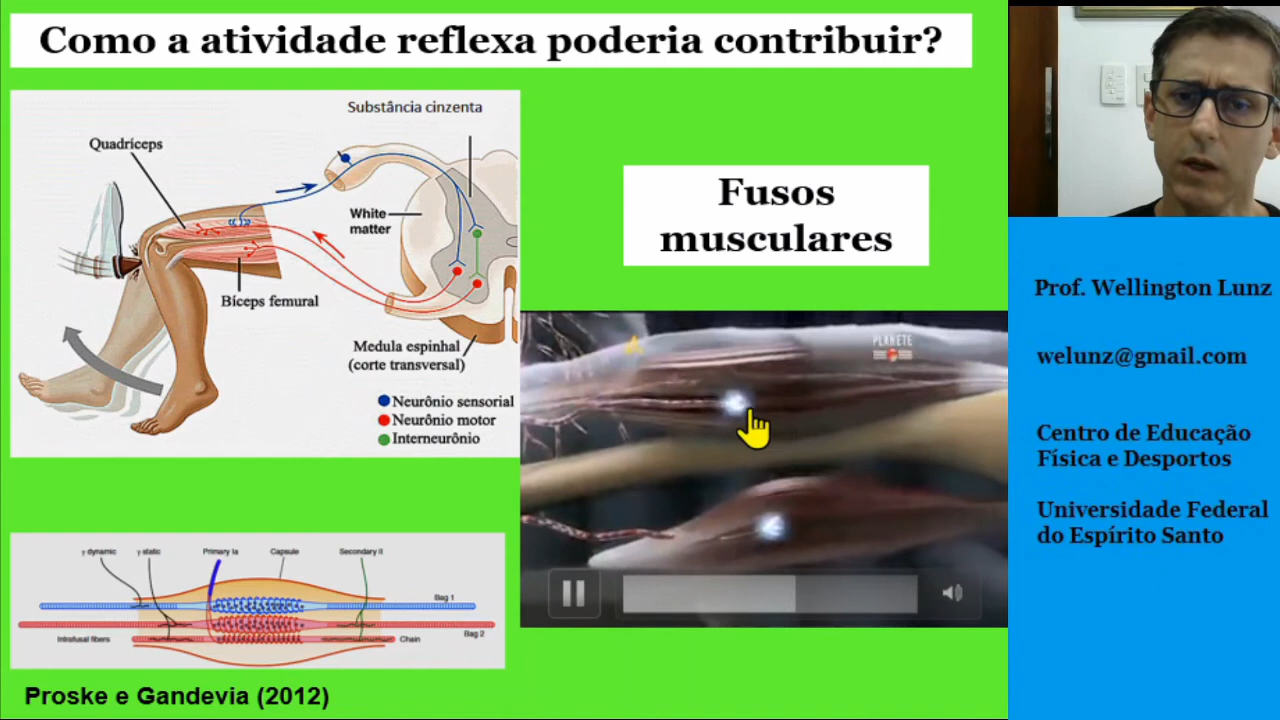 Como a atividade reflexa poderia contribuir?
Substância cinzenta
Quadríceps
White
matter
Bíceps femural
Medula espinhal
(corte transversal)
Neurônio sensorial
Neurônio motor
Interneurônio
Fusos
musculares
PLANETE
γ dynamic
γ static
Primary Ia
Capsule
Secondary II
Bag 1
Bag 2
Intrafusal fibers
Chain
Proske e Gandevia (2012)
Prof. Wellington Lunz
welunz@gmail.com
Centro de Educação
Física e Desportos
Universidade Federal
do Espírito Santo